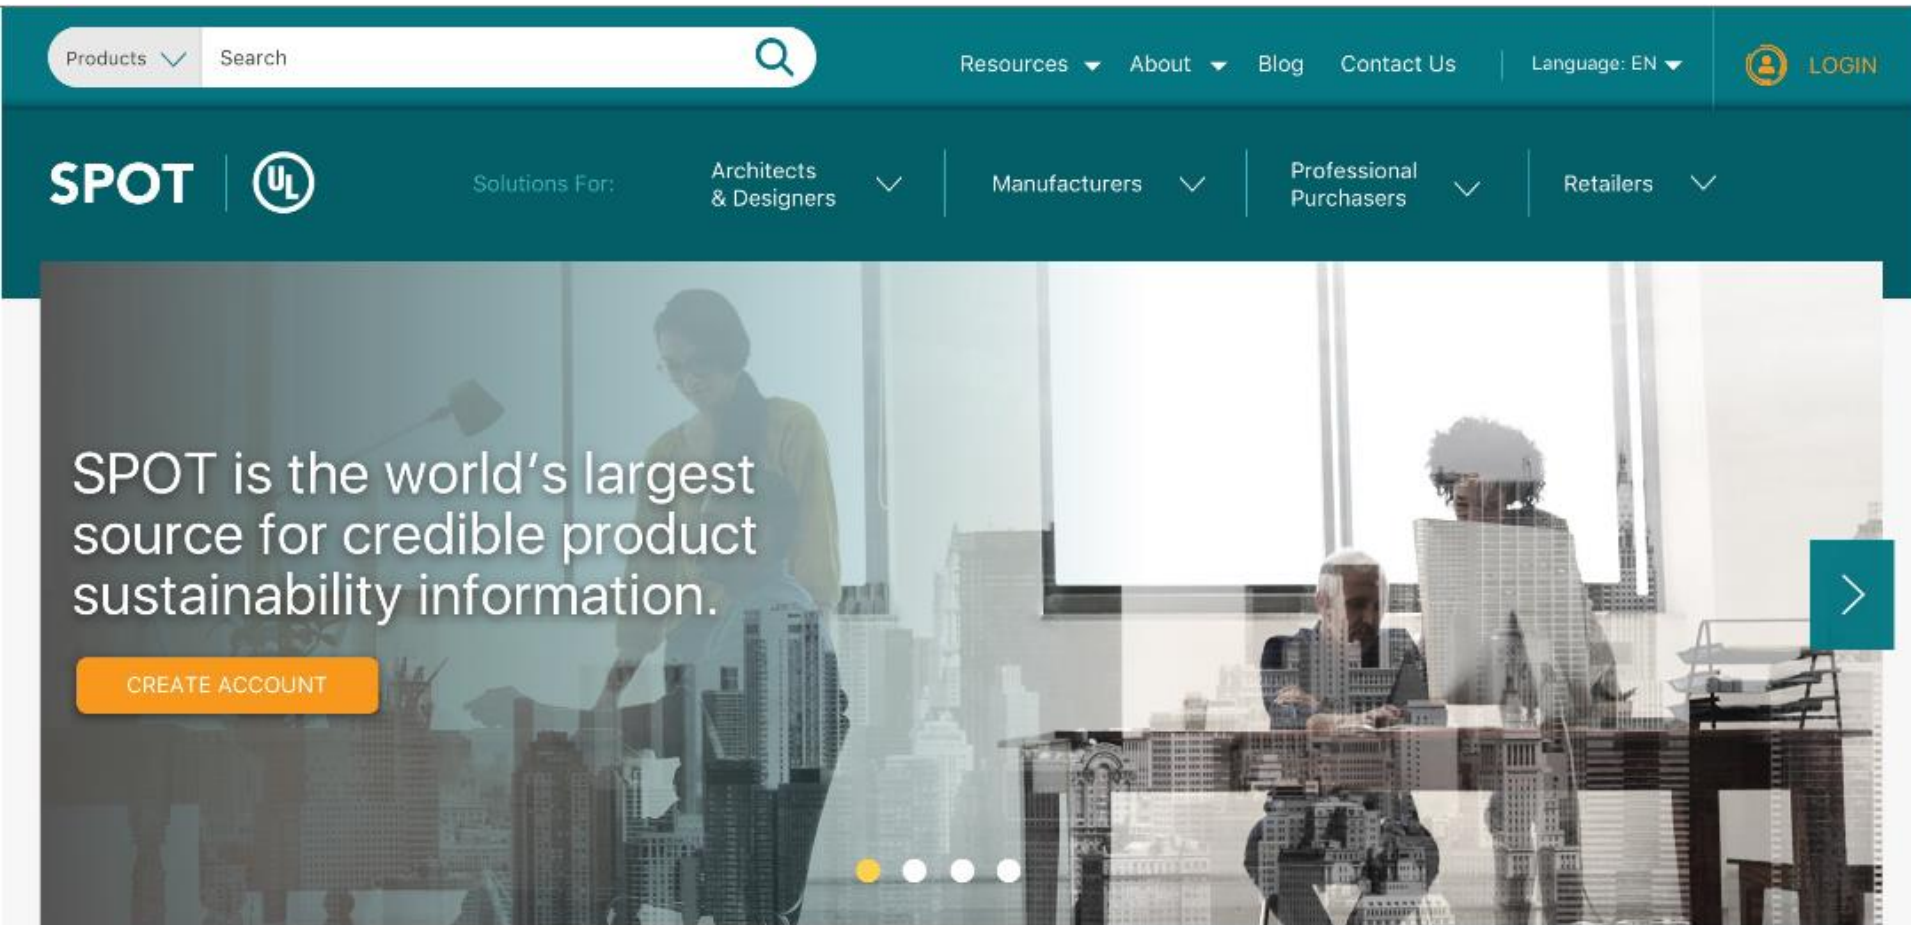 Products
Search
Resources
About
Blog
Contact Us
Language: EN
LOGIN
SPOT
UL
Solutions For:
Architects
& Designers
Manufacturers
Professional
Purchasers
Retailers
SPOT is the world's largest
source for credible product
sustainability information.
CREATE ACCOUNT